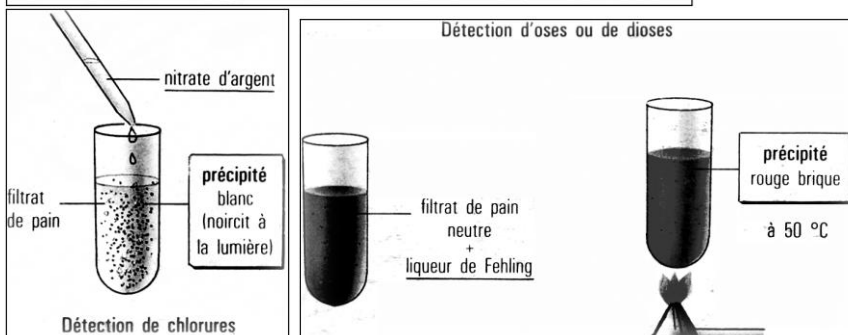 nitrate d'argent
filtrat
de pain
précipité
blanc
(noircit à
la lumière)
Détection de chlorures
Détection d'oses ou de dioses
filtrat de pain
neutre
+
liqueur de Fehling
précipité
rouge brique
à 50 °C